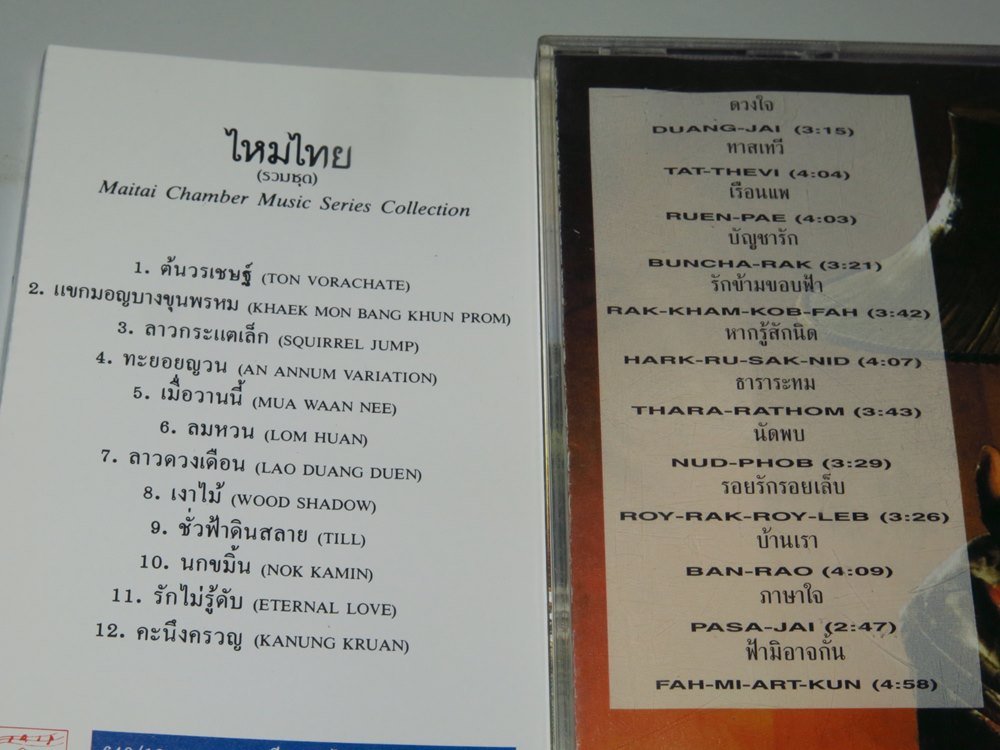 ไหมไทย
(รวมชุด)
Maitai Chamber Music Series Collection
1. ต้นวรเชษฐ์ (TON VORACHATE)
2. แขกมอญบางขุนพรหม (KHAEK MON BANG KHUN PROM)
3. ลาวกระแตเล็ก (SQUIRREL JUMP)
4. ทะยอยญวน (AN ANNUM VARIATION)
5. เมื่อวานนี้ (MUA WAAN NEE)
6. ลมหวน (LOM HUAN)
7. ลาวดวงเดือน (LAO DUANG DUEN)
8. เงาไม้ (WOOD SHADOW)
9. ชั่วฟ้าดินสลาย (TILL)
10. นกขมิ้น (NOK KAMIN)
11. รักไม่รู้ดับ (ETERNAL LOVE)
12. คะนึงครวญ (KANUNG KRUAN)
ดวงใจ
DUANG-JAI (3:15)
ทาสเทวี
TAT-THEVI (4:04)
เรือนแพ
RUEN-PAE (4:03)
บัญชารัก
BUNCHA-RAK (3:21)
รักข้ามขอบฟ้า
RAK-KHAM-KOB-FAH (3:42)
หากรู้สักนิด
HARK-RU-SAK-NID (4:07)
ธาราระทม
THARA-RATHOM (3:43)
นัดพบ
NUD-PHOB (3:29)
รอยรักรอยเล็บ
ROY-RAK-ROY-LEB (3:26)
บ้านเรา
BAN-RAO (4:09)
ภาษาใจ
PASA-JAI (2:47)
ฟ้ามิอาจกั้น
FAH-MI-ART-KUN (4:58)